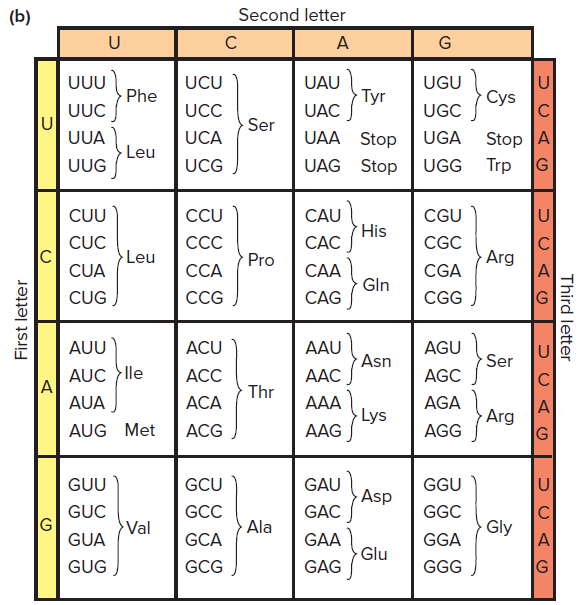 (b)
Second letter
U C A G
First letter
Third letter
U
UUU UCU UAU UGU U
Phe Tyr Cys
UUC UCC UAC UGC C
Ser
UUA UCA UAA Stop UGA Stop A
Leu
UUG UCG UAG Stop UGG Trp G
C
CUU CCU CAU CGU U
His
CUC CCC CAC CGC C
Leu Pro Arg
CUA CCA CAA CGA A
Gln
CUG CCG CAG CGG G
A
AUU ACU AAU AGU U
Asn Ser
AUC Ile ACC AAC AGC C
Thr
AUA ACA AAA AGA A
Lys Arg
AUG Met ACG AAG AGG G
G
GUU GCU GAU GGU U
Asp
GUC GCC GAC GGC C
Val Ala Gly
GUA GCA GAA GGA A
Glu
GUG GCG GAG GGG G